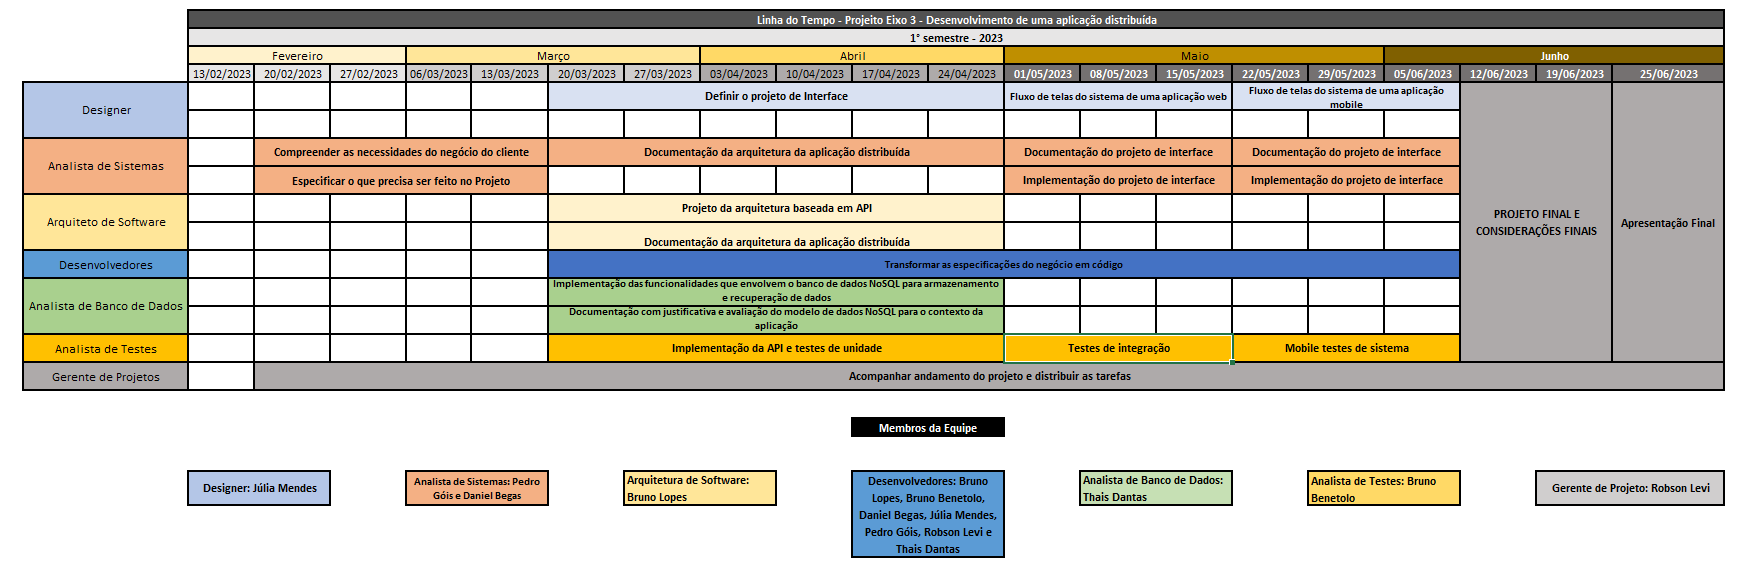 Linha do Tempo - Projeito Eixo 3 - Desenvolvimento de uma aplicação distribuída
1° semestre - 2023
Fevereiro Março Abril Maio Junho
13/02/2023 20/02/2023 27/02/2023 06/03/2023 13/03/2023 20/03/2023 27/03/2023 03/04/2023 10/04/2023 17/04/2023 24/04/2023 01/05/2023 08/05/2023 15/05/2023 22/05/2023 29/05/2023 05/06/2023 12/06/2023 19/06/2023 25/06/2023
Designer
Definir o projeto de Interface
Fluxo de telas do sistema de uma aplicação web
Fluxo de telas do sistema de uma aplicação
mobile
Analista de Sistemas
Compreender as necessidades do negócio do cliente
Documentação da arquitetura da aplicação distribuída
Documentação do projeto de interface
Documentação do projeto de interface
Especificar o que precisa ser feito no Projeto
Implementação do projeto de interface
Implementação do projeto de interface
Arquiteto de Software
Projeto da arquitetura baseada em API
Documentação da arquitetura da aplicação distribuída
PROJETO FINAL E
CONSIDERAÇÕES FINAIS
Apresentação Final
Desenvolvedores
Transformar as especificações do negócio em código
Analista de Banco de Dados
Implementação das funcionalidades que envolvem o banco de dados NoSQL para armazenamento
e recuperação de dados
Documentação com justificativa e avaliação do modelo de dados NoSQL para o contexto da
aplicação
Analista de Testes
Implementação da API e testes de unidade
Testes de integração
Mobile testes de sistema
Gerente de Projetos
Acompanhar andamento do projeto e distribuir as tarefas
Membros da Equipe
Designer: Júlia Mendes
Analista de Sistemas: Pedro
Góis e Daniel Begas
Arquitetura de Software:
Bruno Lopes
Desenvolvedores: Bruno
Lopes, Bruno Benetolo,
Daniel Begas, Júlia Mendes,
Pedro Góis, Robson Levi e
Thais Dantas
Analista de Banco de Dados:
Thais Dantas
Analista de Testes: Bruno
Benetolo
Gerente de Projeto: Robson Levi